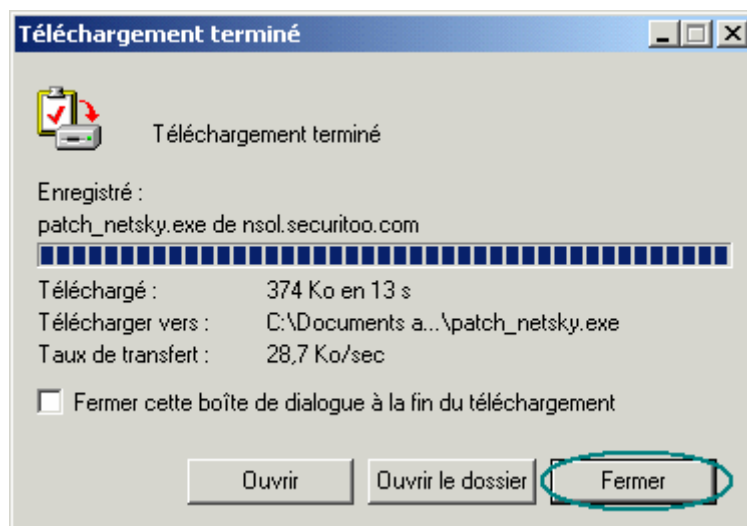 Téléchargement terminé
Téléchargement terminé
Enregistré :
patch_netsky.exe de nsol.securitoo.com
Téléchargé : 374 Ko en 13 s
Télécharger vers : C:\Documents a...\patch_netsky.exe
Taux de transfert : 28,7 Ko/sec
Fermer cette boîte de dialogue à la fin du téléchargement
Ouvrir Ouvrir le dossier Fermer